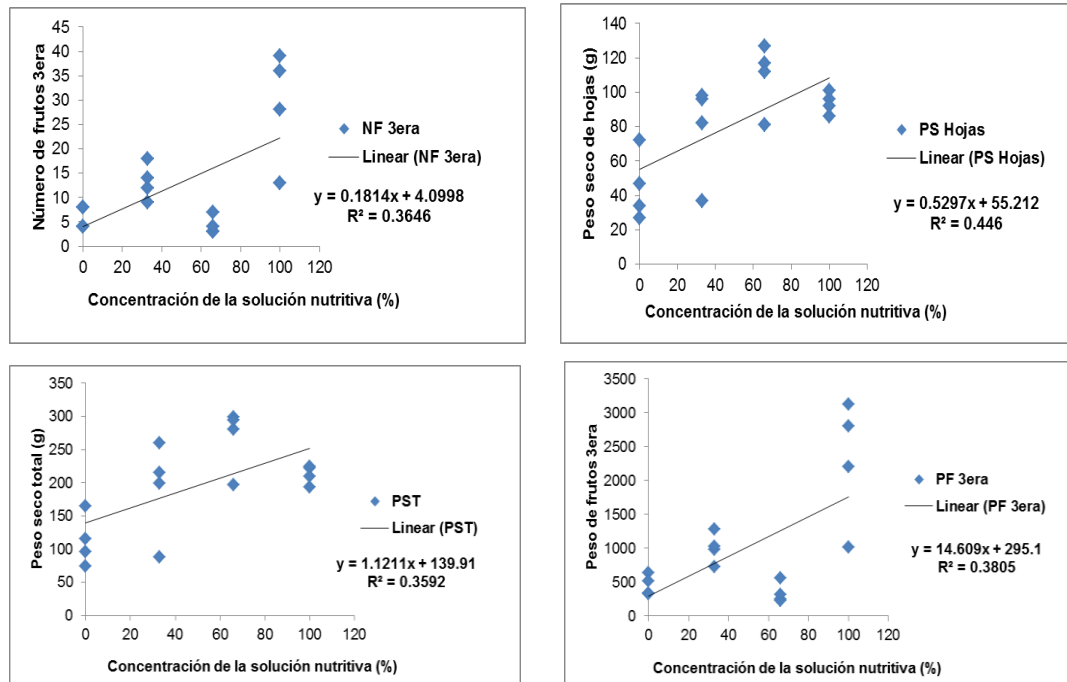 Número de frutos 3era
45
40
35
30
25
20
15
10
5
0
0 20 40 60 80 100 120
Concentración de la solución nutritiva (%)
NF 3era
Linear (NF 3era)
y = 0.1814x + 4.0998
R² = 0.3646
Peso seco de hojas (g)
140
120
100
80
60
40
20
0
0 20 40 60 80 100 120
Concentración de la solución nutritiva (%)
PS Hojas
Linear (PS Hojas)
y = 0.5297x + 55.212
R² = 0.446
Peso seco total (g)
350
300
250
200
150
100
50
0
0 20 40 60 80 100 120
Concentración de la solución nutritiva (%)
PST
Linear (PST)
y = 1.1211x + 139.91
R² = 0.3592
Peso de frutos 3era
3500
3000
2500
2000
1500
1000
500
0
0 20 40 60 80 100 120
Concentración de la solución nutritiva (%)
PF 3era
Linear (PF 3era)
y = 14.609x + 295.1
R² = 0.3805